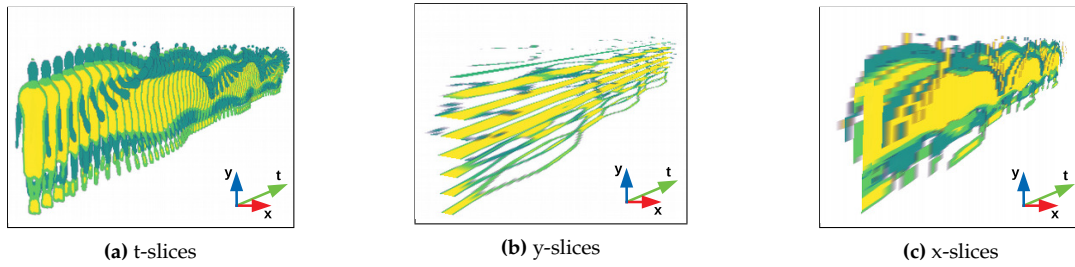 y
t
x
(a) t-slices
y
t
x
(b) y-slices
y
t
x
(c) x-slices